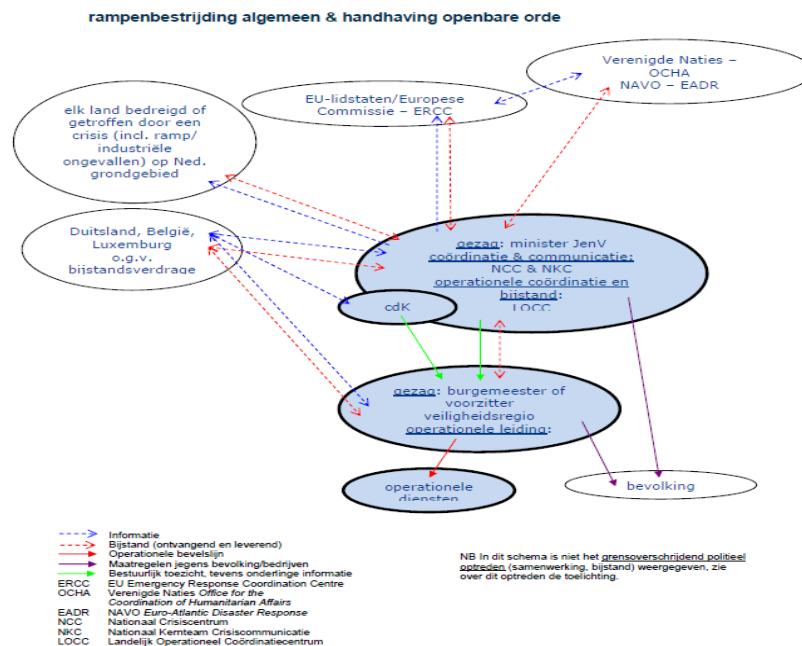 rampenbestrijding algemeen & handhaving openbare orde
Verenigde Naties –
OCHA
NAVO – EADR
EU-lidstaten/Europese
Commissie – ERCC
elk land bedreigd of
getroffen door een
crisis (incl. ramp/
industriële
ongevallen) op Ned.
grondgebied
Duitsland, België,
Luxemburg
o.g.v.
bijstandsverdrage
gezag: minister JenV
coördinatie & communicatie:
NCC & NKC
operationele coördinatie en
bijstand:
LOCC
cdK
gezag: burgemeester of
voorzitter
veiligheidsregio
operationele leiding:
operationele
diensten
bevolking
Informatie
Bijstand (ontvangend en leverend)
Operationele bevelslijn
Maatregelen jegens bevolking/bedrijven
Bestuurlijk toezicht, tevens onderlinge informatie
ERCC EU Emergency Response Coordination Centre
OCHA Verenigde Naties Office for the
Coordination of Humanitarian Affairs
EADR NAVO Euro-Atlantic Disaster Response
NCC Nationaal Crisiscentrum
NKC Nationaal Kernteam Crisiscommunicatie
LOCC Landelijk Operationeel Coördinatiecentrum
NB In dit schema is niet het grensoverschrijdend politieel
optreden (samenwerking, bijstand) weergegeven, zie
over dit optreden de toelichting.